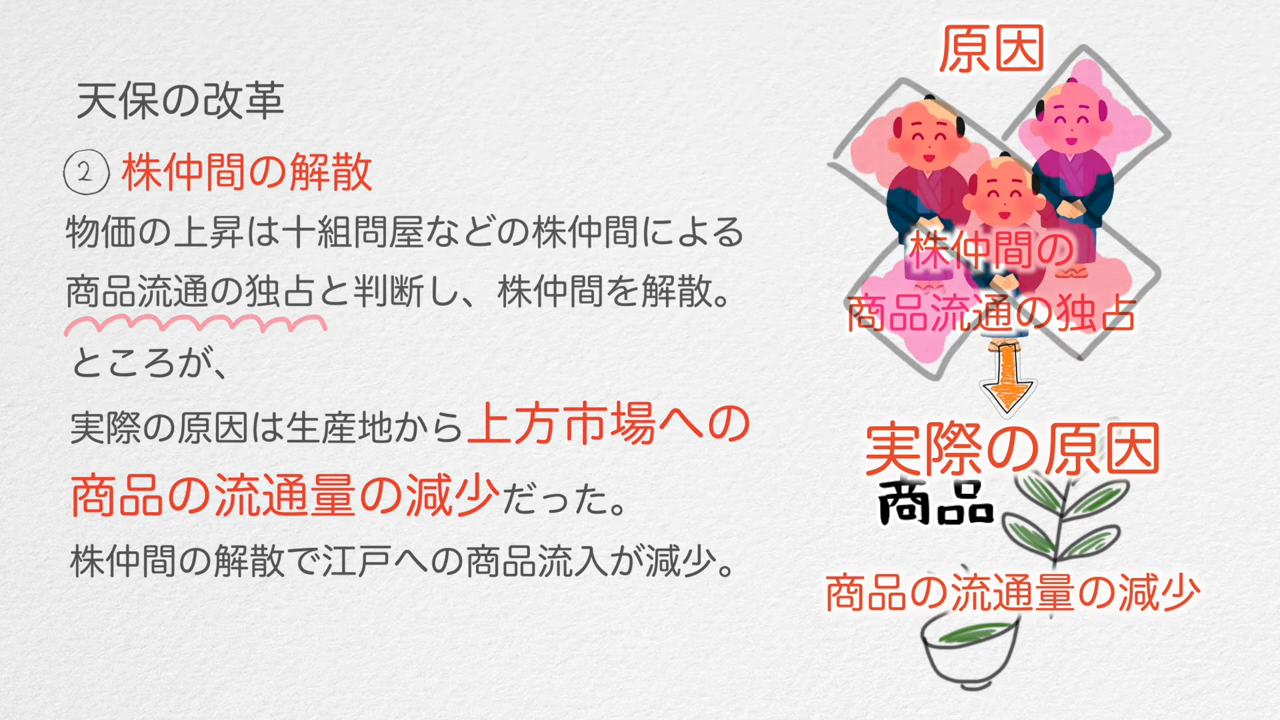 天保の改革
② 株仲間の解散
物価の上昇は十組問屋などの株仲間による
商品流通の独占と判断し、株仲間を解散。
ところが、
実際の原因は生産地から上方市場への
商品の流通量の減少だった。
株仲間の解散で江戸への商品流入が減少。
原因
株仲間の
商品流通の独占
実際の原因
商品
商品の流通量の減少